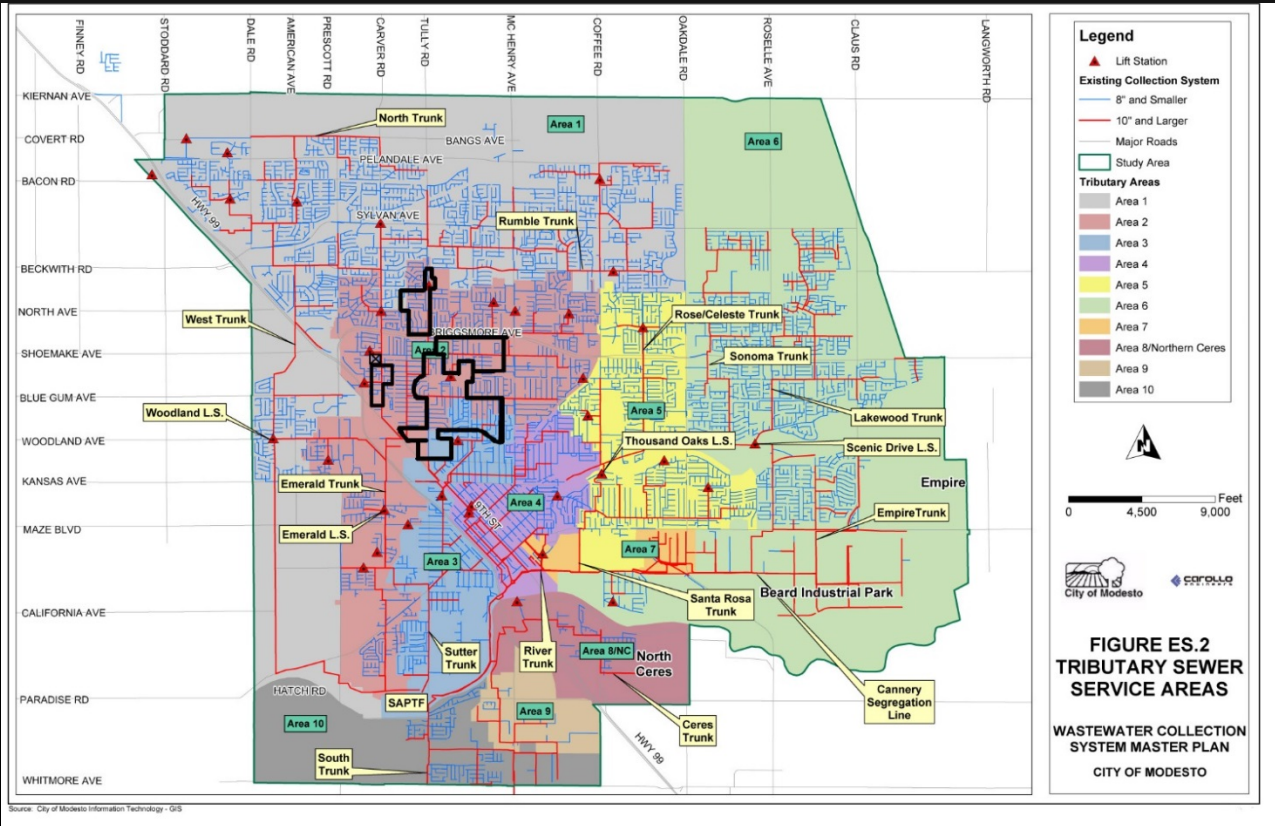 FINNEY RD
STODDARD RD
DALE RD
AMERICAN AVE
PRESCOTT RD
CARVER RD
TULLY RD
MC HENRY AVE
COFFEE RD
OAKDALE RD
ROSELLE AVE
CLAUS RD
LANGWORTH RD
KIERNAN AVE
COVERT RD
BACON RD
BECKWITH RD
NORTH AVE
SHOEMAKE AVE
BLUE GUM AVE
WOODLAND AVE
KANSAS AVE
MAZE BLVD
CALIFORNIA AVE
PARADISE RD
WHITMORE AVE
North Trunk
BANGS AVE
Area 1
Area 6
PELANDALE AVE
HWY 99
SYLVAN AVE
Rumble Trunk
West Trunk
RIGGSMORE AVE
Rose/Celeste Trunk
Sonoma Trunk
Woodland L.S.
Area 5
Lakewood Trunk
Thousand Oaks L.S.
Scenic Drive L.S.
Emerald Trunk
Area 4
9TH ST
Empire
EmpireTrunk
Emerald L.S.
Area 3
Area 7
Santa Rosa
Trunk
Beard Industrial Park
Sutter
Trunk
River
Trunk
Area 8/NC
North
Ceres
HATCH RD
SAPTF
Area 10
Area 9
Ceres
Trunk
Cannery
Segregation
Line
South
Trunk
HWY 99
Legend
Lift Station
Existing Collection System
8" and Smaller
10" and Larger
Major Roads
Study Area
Tributary Areas
Area 1
Area 2
Area 3
Area 4
Area 5
Area 6
Area 7
Area 8/Northern Ceres
Area 9
Area 10
N
Feet
0 4,500 9,000
City of Modesto
carollo
ENGINEERS
FIGURE ES.2
TRIBUTARY SEWER
SERVICE AREAS
WASTEWATER COLLECTION
SYSTEM MASTER PLAN
CITY OF MODESTO
Source: City of Modesto Information Technology - GIS